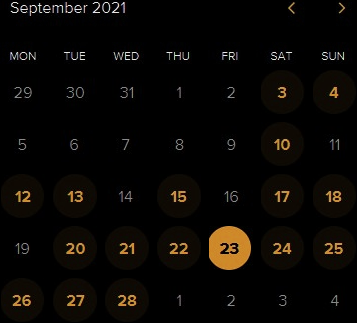 September 2021
MON TUE WED THU FRI SAT SUN
29 30 31 1 2 3 4
5 6 7 8 9 10 11
12 13 14 15 16 17 18
19 20 21 22 23 24 25
26 27 28 1 2 3 4